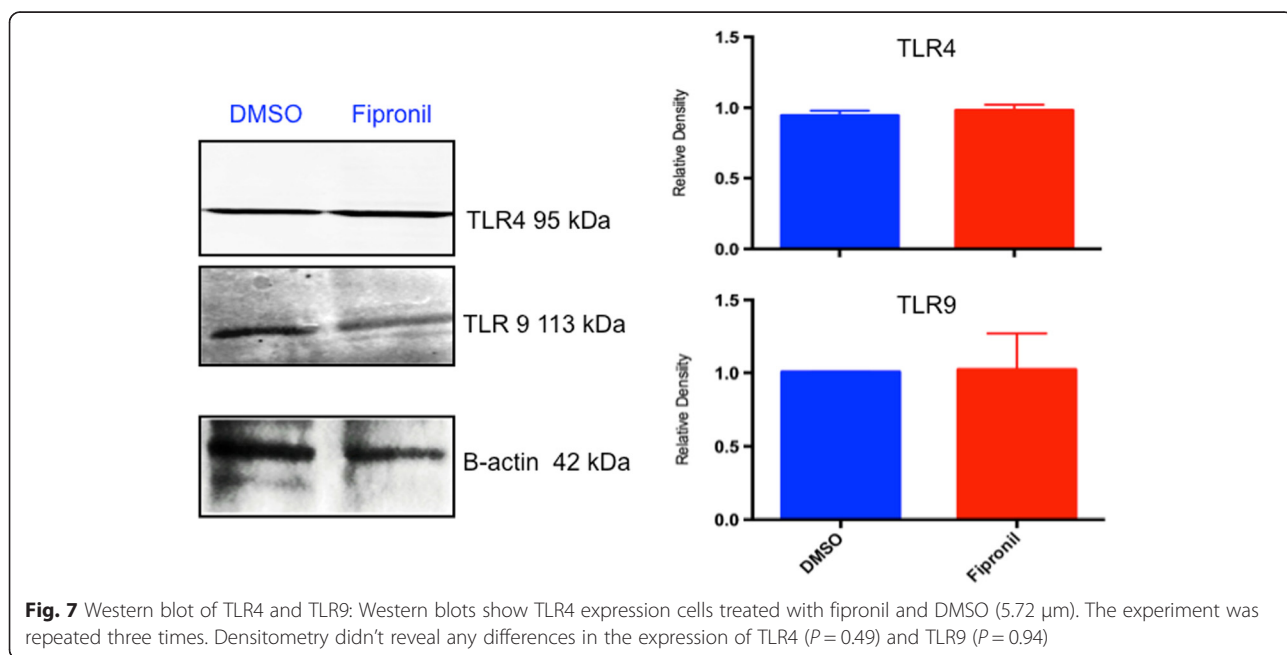 DMSO Fipronil
TLR4 95 kDa
TLR 9 113 kDa
B-actin 42 kDa
TLR4
Relative Density
1.5
1.0
0.5
0.0
TLR9
Relative Density
1.5
1.0
0.5
0.0
DMSO
Fipronil
Fig. 7 Western blot of TLR4 and TLR9: Western blots show TLR4 expression cells treated with fipronil and DMSO (5.72 μm). The experiment was
repeated three times. Densitometry didn’t reveal any differences in the expression of TLR4 (P = 0.49) and TLR9 (P = 0.94)